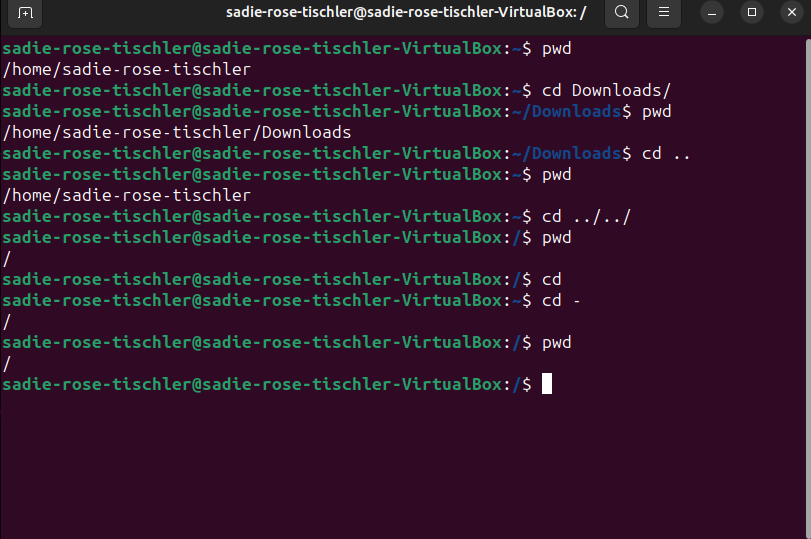 sadie-rose-tischler@sadie-rose-tischler-VirtualBox: /
sadie-rose-tischler@sadie-rose-tischler-VirtualBox:~$ pwd
/home/sadie-rose-tischler
sadie-rose-tischler@sadie-rose-tischler-VirtualBox:~$ cd Downloads/
sadie-rose-tischler@sadie-rose-tischler-VirtualBox:~/Downloads$ pwd
/home/sadie-rose-tischler/Downloads
sadie-rose-tischler@sadie-rose-tischler-VirtualBox:~/Downloads$ cd ..
sadie-rose-tischler@sadie-rose-tischler-VirtualBox:~$ pwd
/home/sadie-rose-tischler
sadie-rose-tischler@sadie-rose-tischler-VirtualBox:~$ cd ../../
sadie-rose-tischler@sadie-rose-tischler-VirtualBox:/$ pwd
/
sadie-rose-tischler@sadie-rose-tischler-VirtualBox:/$ cd
sadie-rose-tischler@sadie-rose-tischler-VirtualBox:~$ cd -
/
sadie-rose-tischler@sadie-rose-tischler-VirtualBox:/$ pwd
/
sadie-rose-tischler@sadie-rose-tischler-VirtualBox:/$